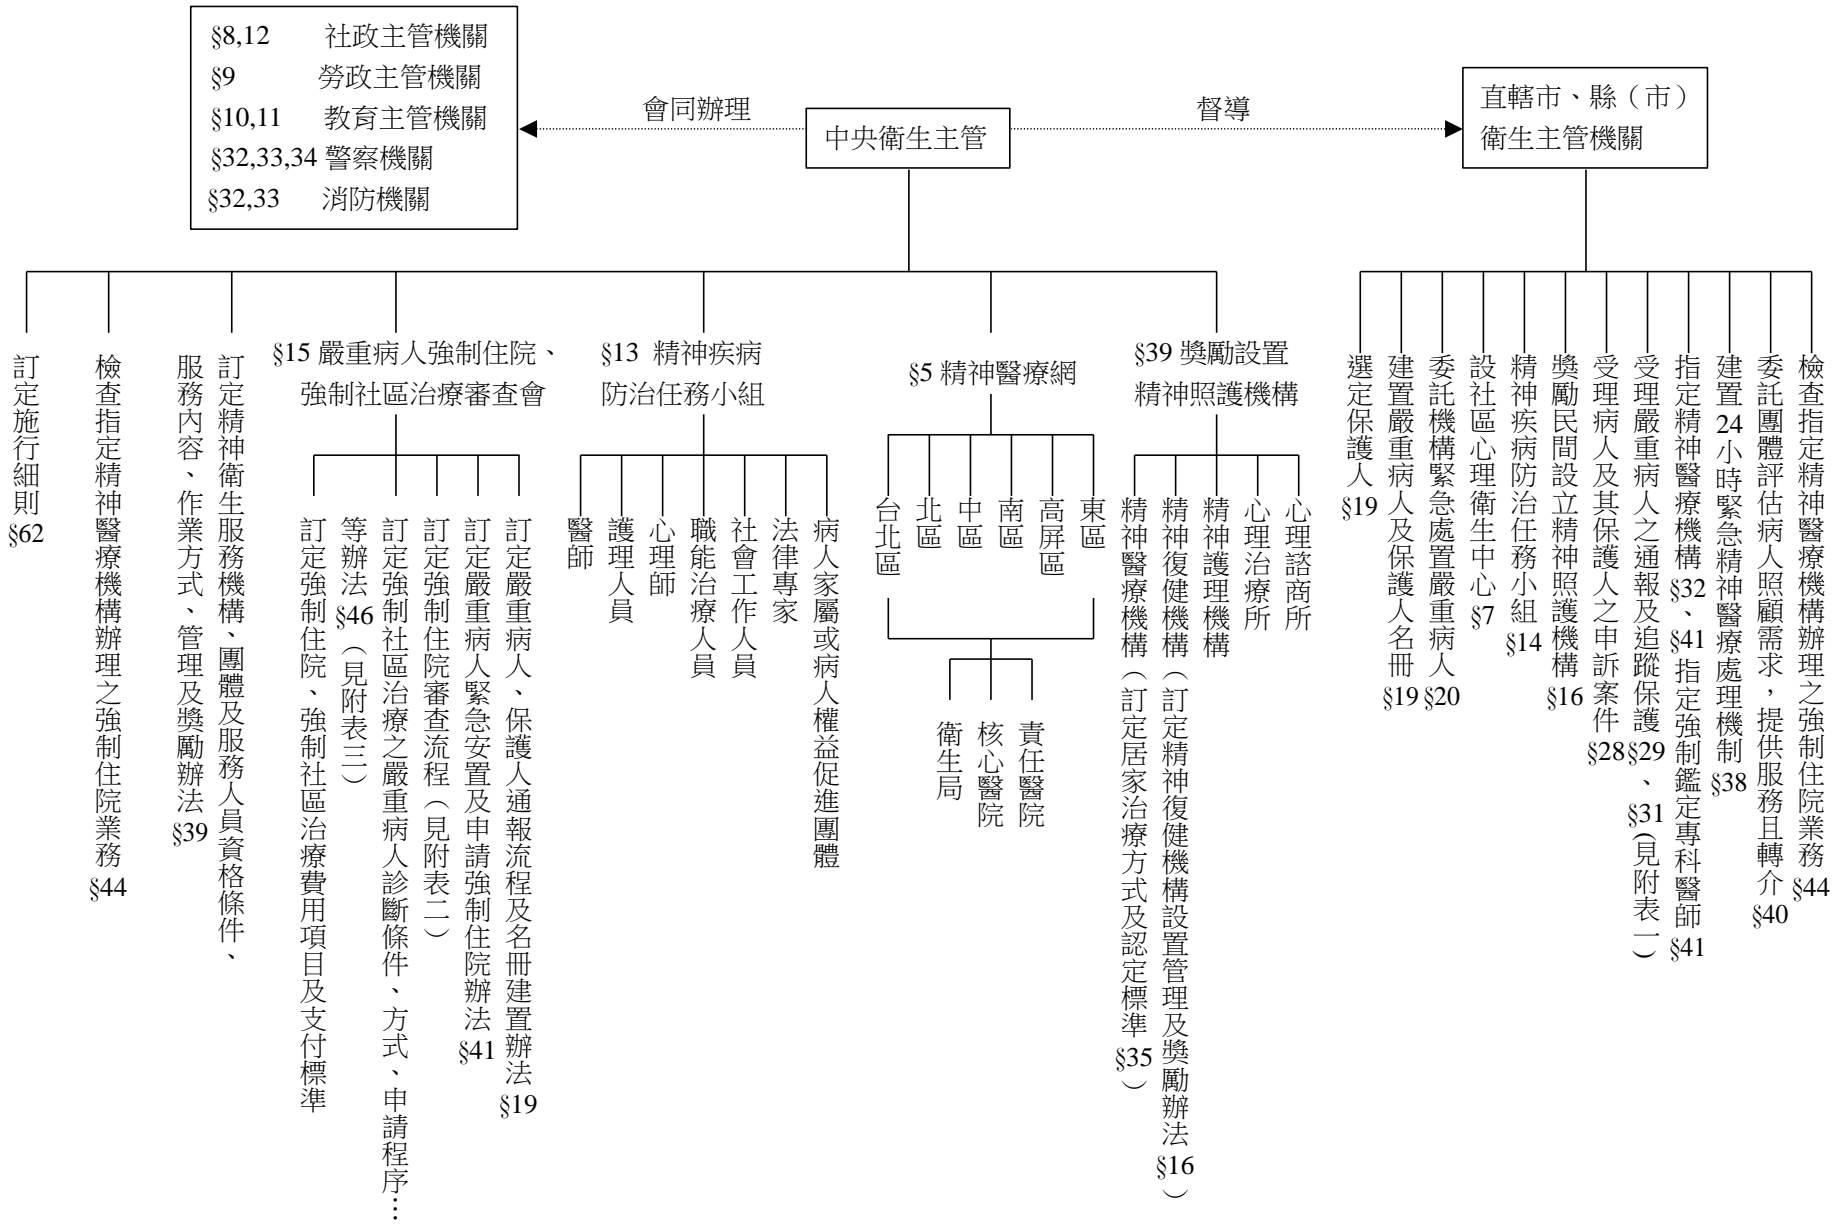 §8,12 社政主管機關
§9 勞政主管機關
§10,11 教育主管機關
§32,33,34 警察機關
§32,33 消防機關
會同辦理
中央衛生主管
督導
直轄市、縣（市）
衛生主管機關
訂定施行細則§62
檢查指定精神醫療機構辦理之強制住院業務§44
訂定精神衛生服務機構、團體及服務人員資格條件、
服務內容、作業方式、管理及獎勵辦法§39
§15 嚴重病人強制住院、
強制社區治療審查會
訂定嚴重病人、保護人通報流程及名冊建置辦法§19
訂定嚴重病人緊急安置及申請強制住院辦法§41
訂定強制住院審查流程（見附表二）
訂定強制社區治療之嚴重病人診斷條件、方式、申請程序…
等辦法§46（見附表三）
訂定強制住院、強制社區治療費用項目及支付標準
§13 精神疾病
防治任務小組
醫師
護理人員
心理師
職能治療人員
社會工作人員
法律專家
病人家屬或病人權益促進團體
§5 精神醫療網
台北區
北區
中區
南區
高屏區
東區
衛生局
核心醫院
責任醫院
§39 獎勵設置
精神照護機構
精神醫療機構（訂定居家治療方式及認定標準§35）
精神復健機構（訂定精神復健機構設置管理及獎勵辦法§16）
精神護理機構
心理治療所
心理諮商所
選定保護人§19
建置嚴重病人及保護人名冊§19
委託機構緊急處置嚴重病人§20
設社區心理衛生中心§7
精神疾病防治任務小組§14
獎勵民間設立精神照護機構§16
受理病人及其保護人之申訴案件§28
受理嚴重病人之通報及追蹤保護§29、§31(見附表一）
指定精神醫療機構§32、§41指定強制鑑定專科醫師§41
建置24小時緊急精神醫療處理機制§38
委託團體評估病人照顧需求，提供服務且轉介§40
檢查指定精神醫療機構辦理之強制住院業務§44